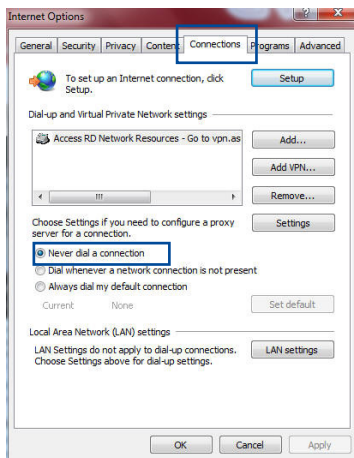 Internet Options
General Security Privacy Content Connections Programs Advanced
To set up an Internet connection, click
Setup.
Setup
Dial-up and Virtual Private Network settings
Access RD Network Resources - Go to vpn.as
Add...
Add VPN...
Remove...
Choose Settings if you need to configure a proxy
server for a connection.
Settings
Never dial a connection
Dial whenever a network connection is not present
Always dial my default connection
Current None
Set default
Local Area Network (LAN) settings
LAN Settings do not apply to dial-up connections.
Choose Settings above for dial-up settings.
LAN settings
OK Cancel Apply